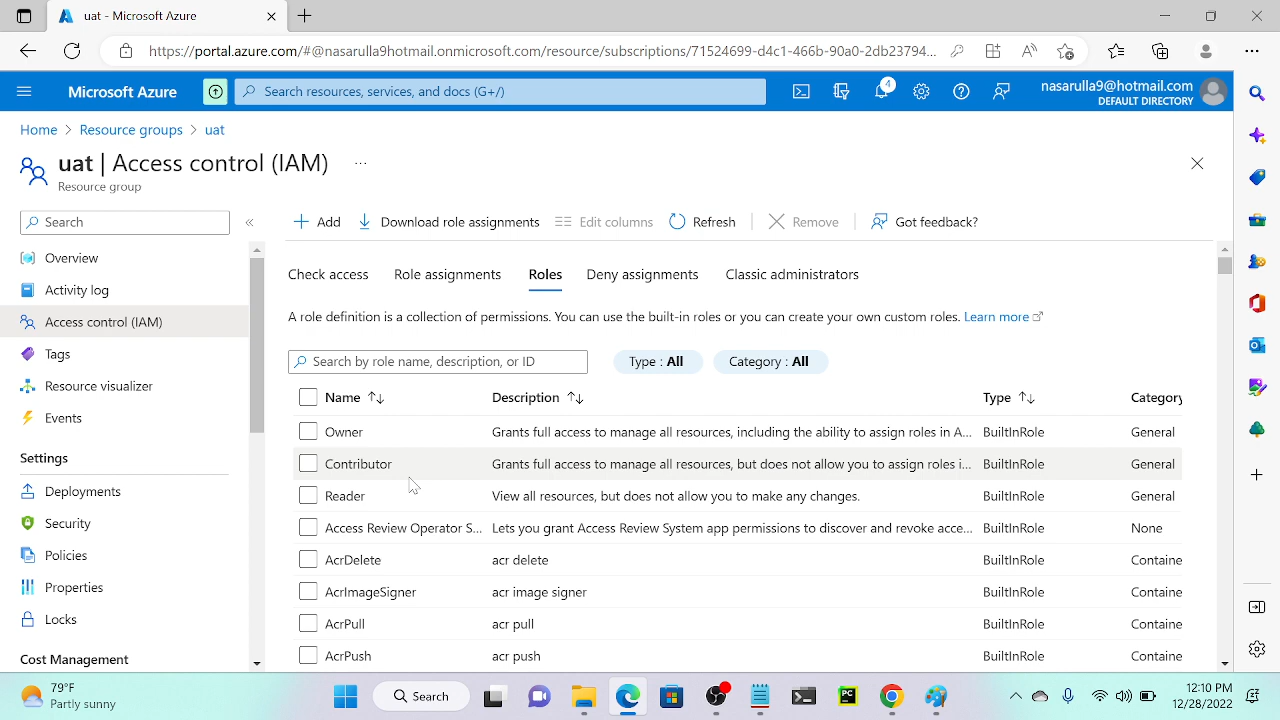 uat - Microsoft Azure
https://portal.azure.com/#@nasarulla9hotmail.onmicrosoft.com/resource/subscriptions/71524699-d4c1-466b-90a0-2db23794...
Microsoft Azure
Search resources, services, and docs (G+/)
4
nasarulla9@hotmail.com
DEFAULT DIRECTORY
Home > Resource groups > uat
uat | Access control (IAM) ...
Resource group
Search
«
Add
Download role assignments
Edit columns
Refresh
Remove
Got feedback?
Overview
Activity log
Access control (IAM)
Tags
Resource visualizer
Events
Settings
Deployments
Security
Policies
Properties
Locks
Cost Management
Check access Role assignments Roles Deny assignments Classic administrators
A role definition is a collection of permissions. You can use the built-in roles or you can create your own custom roles. Learn more
Search by role name, description, or ID
Type : All
Category : All
Name Description Type Category
Owner Grants full access to manage all resources, including the ability to assign roles in A... BuiltInRole General
Contributor Grants full access to manage all resources, but does not allow you to assign roles i... BuiltInRole General
Reader View all resources, but does not allow you to make any changes. BuiltInRole General
Access Review Operator S... Lets you grant Access Review System app permissions to discover and revoke acce... BuiltInRole None
AcrDelete acr delete BuiltInRole Containe
AcrImageSigner acr image signer BuiltInRole Containe
AcrPull acr pull BuiltInRole Containe
AcrPush acr push BuiltInRole Containe
79°F
Partly sunny
Search
PC
12:10 PM
12/28/2022